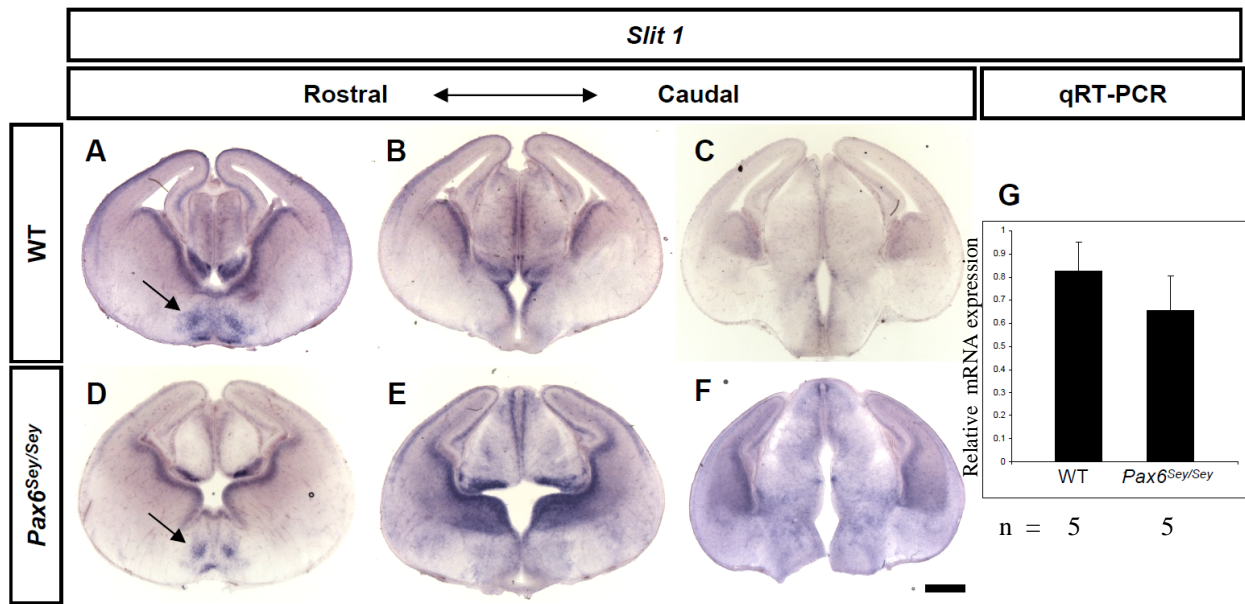 Slit 1
Rostral Caudal
qRT-PCR
WT
Pax6Sey/Sey
A
B
C
D
E
F
G
Relative mRNA expression
1
0.9
0.8
0.7
0.6
0.5
0.4
0.3
0.2
0.1
0
WT Pax6Sey/Sey
n = 5 5